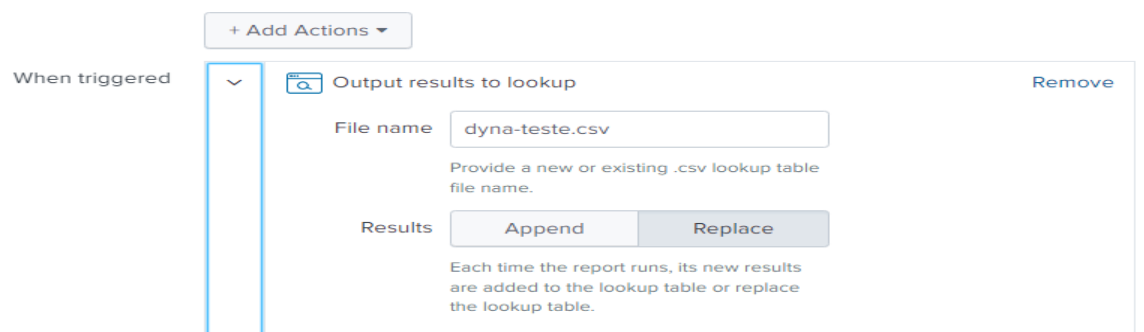 + Add Actions
When triggered
Output results to lookup
Remove
File name
dyna-teste.csv
Provide a new or existing .csv lookup table
file name.
Results
Append
Replace
Each time the report runs, its new results
are added to the lookup table or replace
the lookup table.